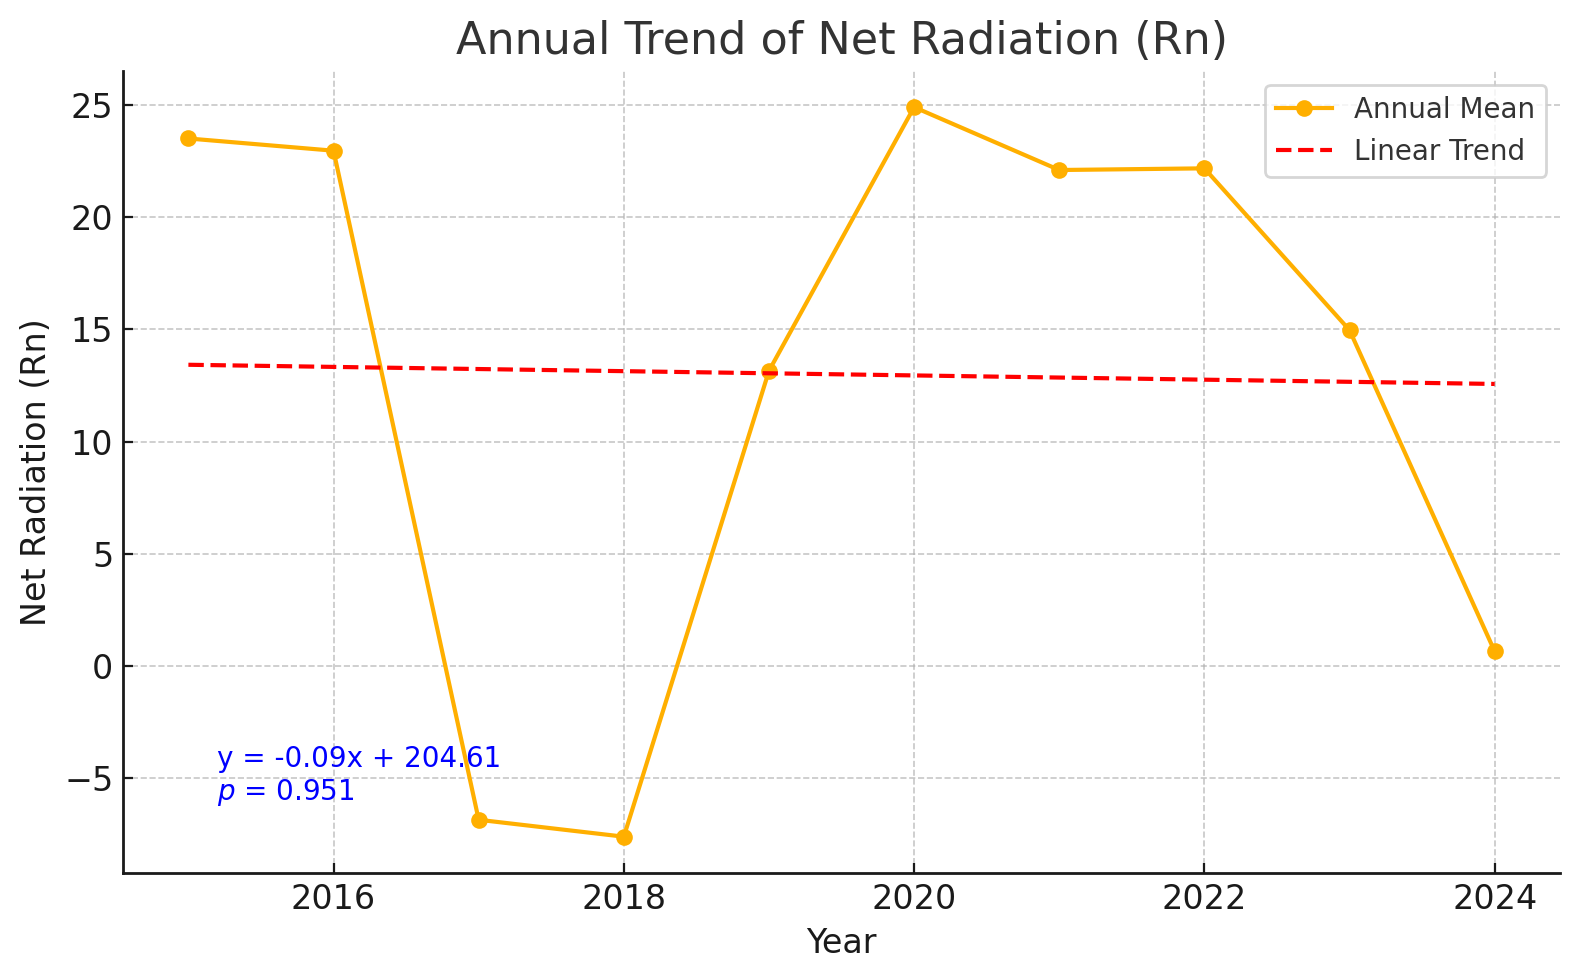 Annual Trend of Net Radiation (Rn)
Annual Mean
Linear Trend
Net Radiation (Rn)
25
20
15
10
5
0
−5
y = -0.09x + 204.61
p = 0.951
2016
2018
2020
2022
2024
Year